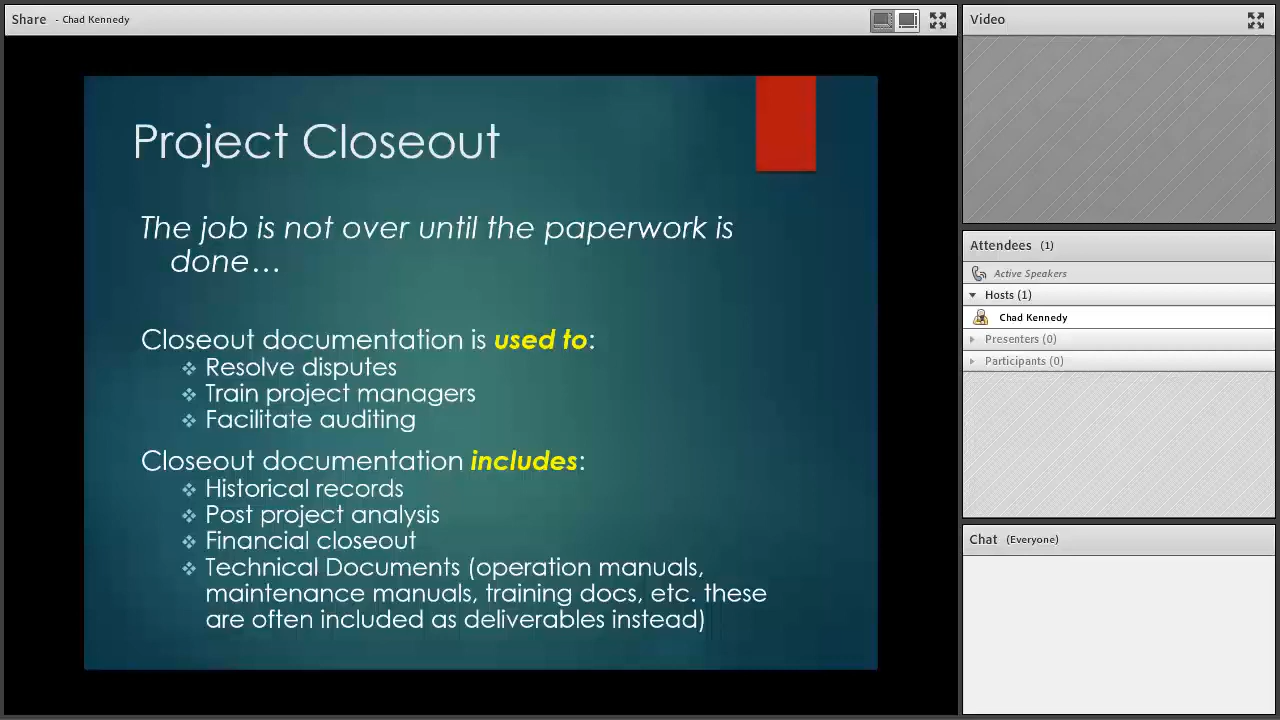 Share - Chad Kennedy
Project Closeout
The job is not over until the paperwork is
done…
Closeout documentation is used to:
Resolve disputes
Train project managers
Facilitate auditing
Closeout documentation includes:
Historical records
Post project analysis
Financial closeout
Technical Documents (operation manuals,
maintenance manuals, training docs, etc. these
are often included as deliverables instead)
Video
Attendees (1)
Active Speakers
Hosts (1)
Chad Kennedy
Presenters (0)
Participants (0)
Chat (Everyone)